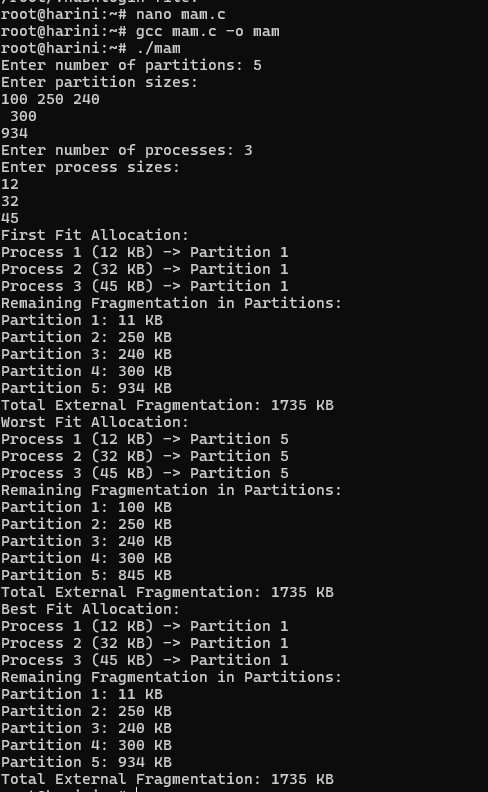 root@harini:~# nano mam.c
root@harini:~# gcc mam.c -o mam
root@harini:~# ./mam
Enter number of partitions: 5
Enter partition sizes:
100 250 240
 300
934
Enter number of processes: 3
Enter process sizes:
12
32
45
First Fit Allocation:
Process 1 (12 KB) -> Partition 1
Process 2 (32 KB) -> Partition 1
Process 3 (45 KB) -> Partition 1
Remaining Fragmentation in Partitions:
Partition 1: 11 KB
Partition 2: 250 KB
Partition 3: 240 KB
Partition 4: 300 KB
Partition 5: 934 KB
Total External Fragmentation: 1735 KB
Worst Fit Allocation:
Process 1 (12 KB) -> Partition 5
Process 2 (32 KB) -> Partition 5
Process 3 (45 KB) -> Partition 5
Remaining Fragmentation in Partitions:
Partition 1: 100 KB
Partition 2: 250 KB
Partition 3: 240 KB
Partition 4: 300 KB
Partition 5: 845 KB
Total External Fragmentation: 1735 KB
Best Fit Allocation:
Process 1 (12 KB) -> Partition 1
Process 2 (32 KB) -> Partition 1
Process 3 (45 KB) -> Partition 1
Remaining Fragmentation in Partitions:
Partition 1: 11 KB
Partition 2: 250 KB
Partition 3: 240 KB
Partition 4: 300 KB
Partition 5: 934 KB
Total External Fragmentation: 1735 KB